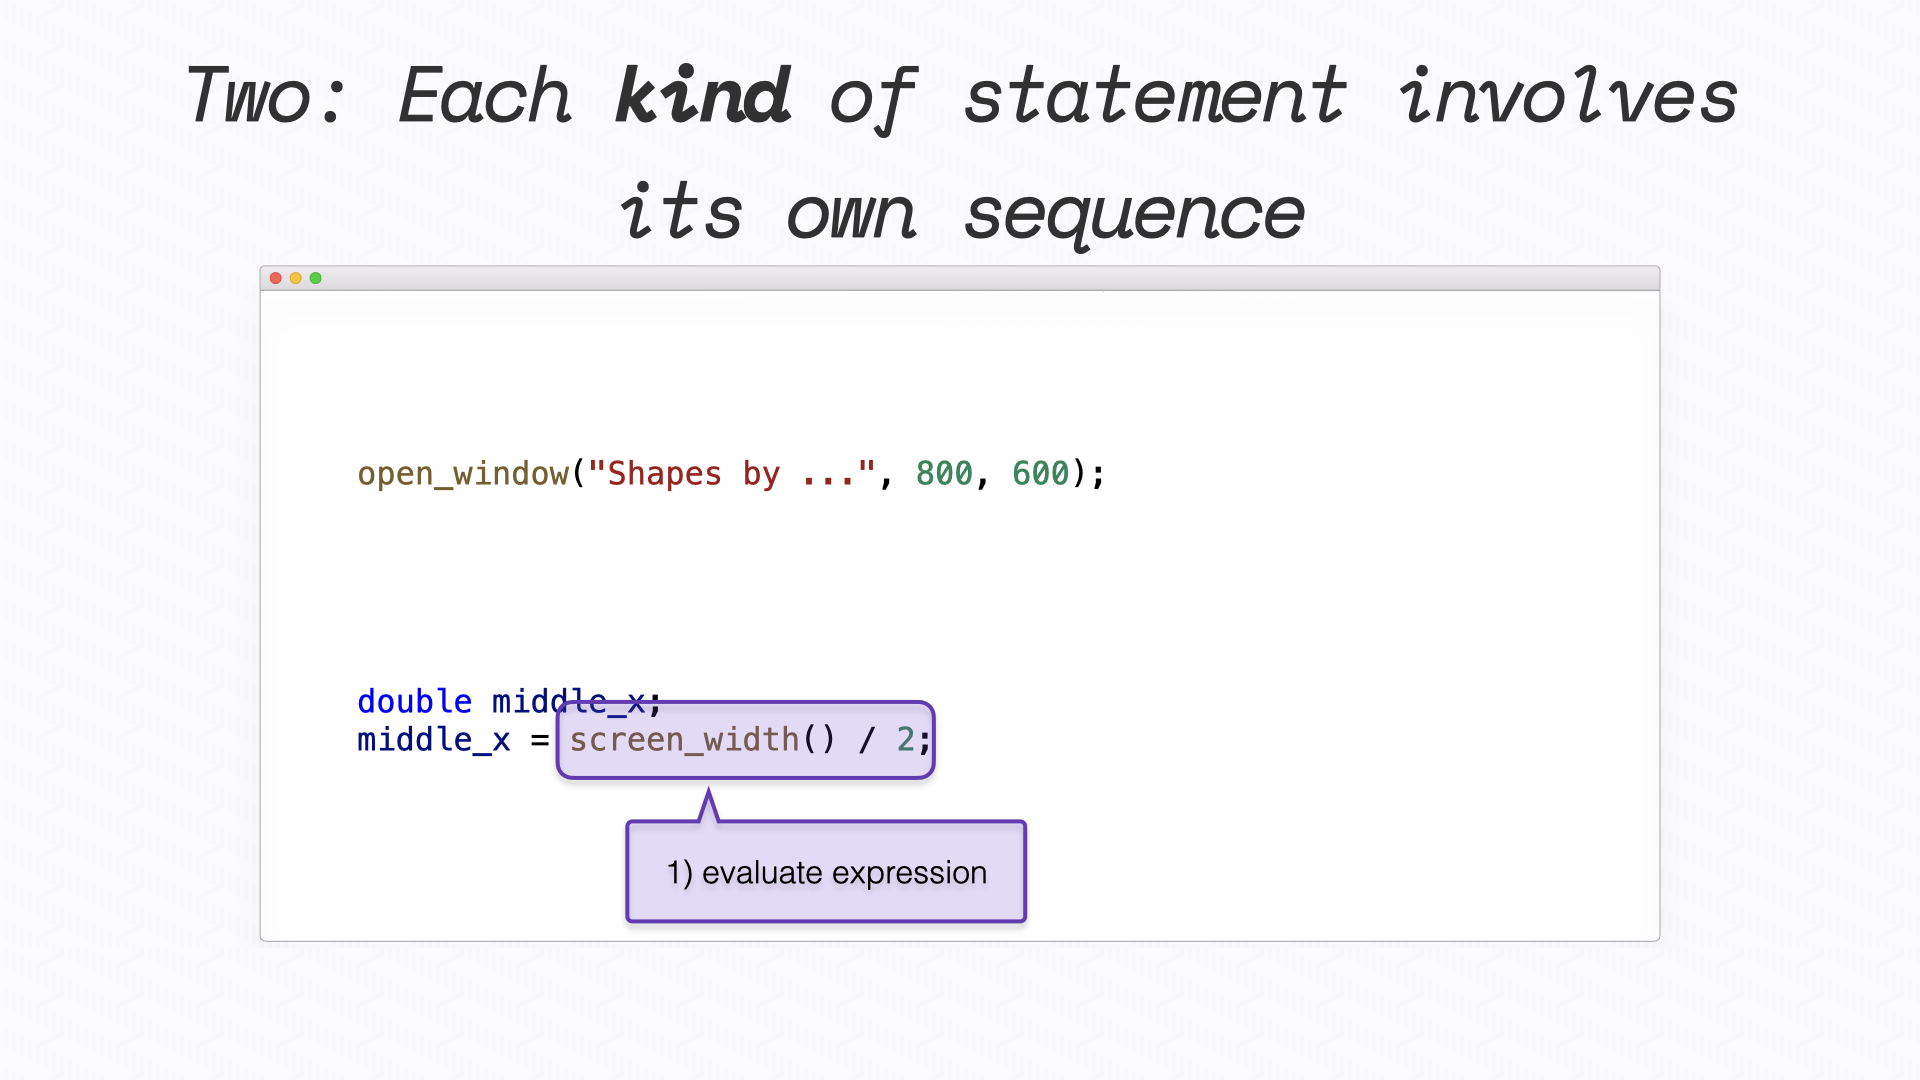 Two: Each kind of statement involves
its own sequence
open_window("Shapes by ...", 800, 600);
double middle_x;
middle_x = screen_width() / 2;
1) evaluate expression